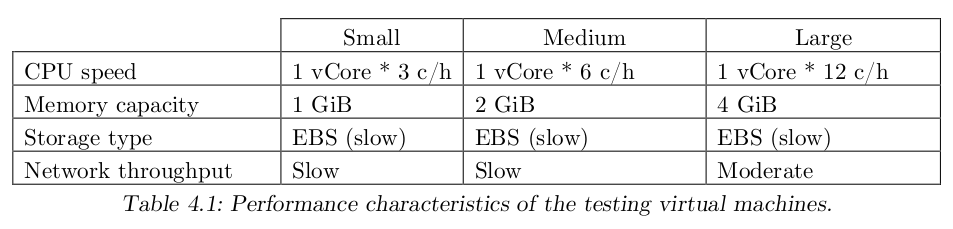 Small Medium Large
CPU speed 1 vCore * 3 c/h 1 vCore * 6 c/h 1 vCore * 12 c/h
Memory capacity 1 GiB 2 GiB 4 GiB
Storage type EBS (slow) EBS (slow) EBS (slow)
Network throughput Slow Slow Moderate
Table 4.1: Performance characteristics of the testing virtual machines.